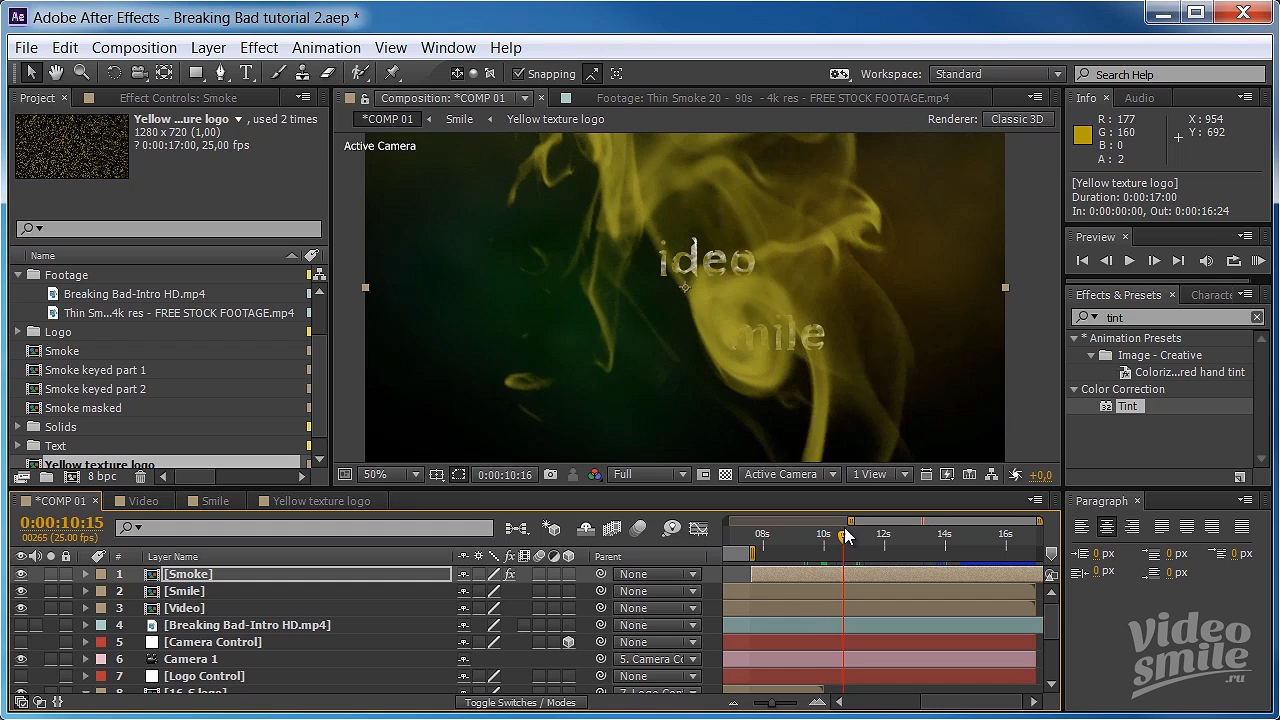 Adobe After Effects - Breaking Bad tutorial 2.aep *
File Edit Composition Layer Effect Animation View Window Help
Snapping
Workspace: Standard
Search Help
Project
Effect Controls: Smoke
Yellow ...ure logo ▼, used 2 times
1280 x 720 (1,00)
? 0:00:17:00, 25,00 fps
Name
Footage
Breaking Bad-Intro HD.mp4
Thin Sm...4k res - FREE STOCK FOOTAGE.mp4
Logo
Smoke
Smoke keyed part 1
Smoke keyed part 2
Smoke masked
Solids
Text
Yellow texture logo
8 bpc
Composition: *COMP 01
Footage: Thin Smoke 20 - 90s - 4k res - FREE STOCK FOOTAGE.mp4
*COMP 01 Smile Yellow texture logo
Renderer: Classic 3D
Active Camera
ideo
mile
50% 0:00:10:16 Full Active Camera 1 View +0,0
Info Audio
R : 177
G : 160
B : 0
A : 2
X : 954
Y : 692
[Yellow texture logo]
Duration: 0:00:17:00
In: 0:00:00:00, Out: 0:00:16:24
Preview
Effects & Presets Characte
tint
* Animation Presets
Image - Creative
Coloriz...red hand tint
Color Correction
Tint
*COMP 01 Video Smile Yellow texture logo
0:00:10:15
00265 (25.00 fps)
08s 10s 12s 14s 16s
# Layer Name fx Parent
1 [Smoke] fx None
2 [Smile] None
3 [Video] None
4 [Breaking Bad-Intro HD.mp4] None
5 [Camera Control] None
6 Camera 1 5. Camera Cc
7 [Logo Control] None
Toggle Switches / Modes
Paragraph
0 px 0 px 0 px
0 px 0 px
video
smile
.ru